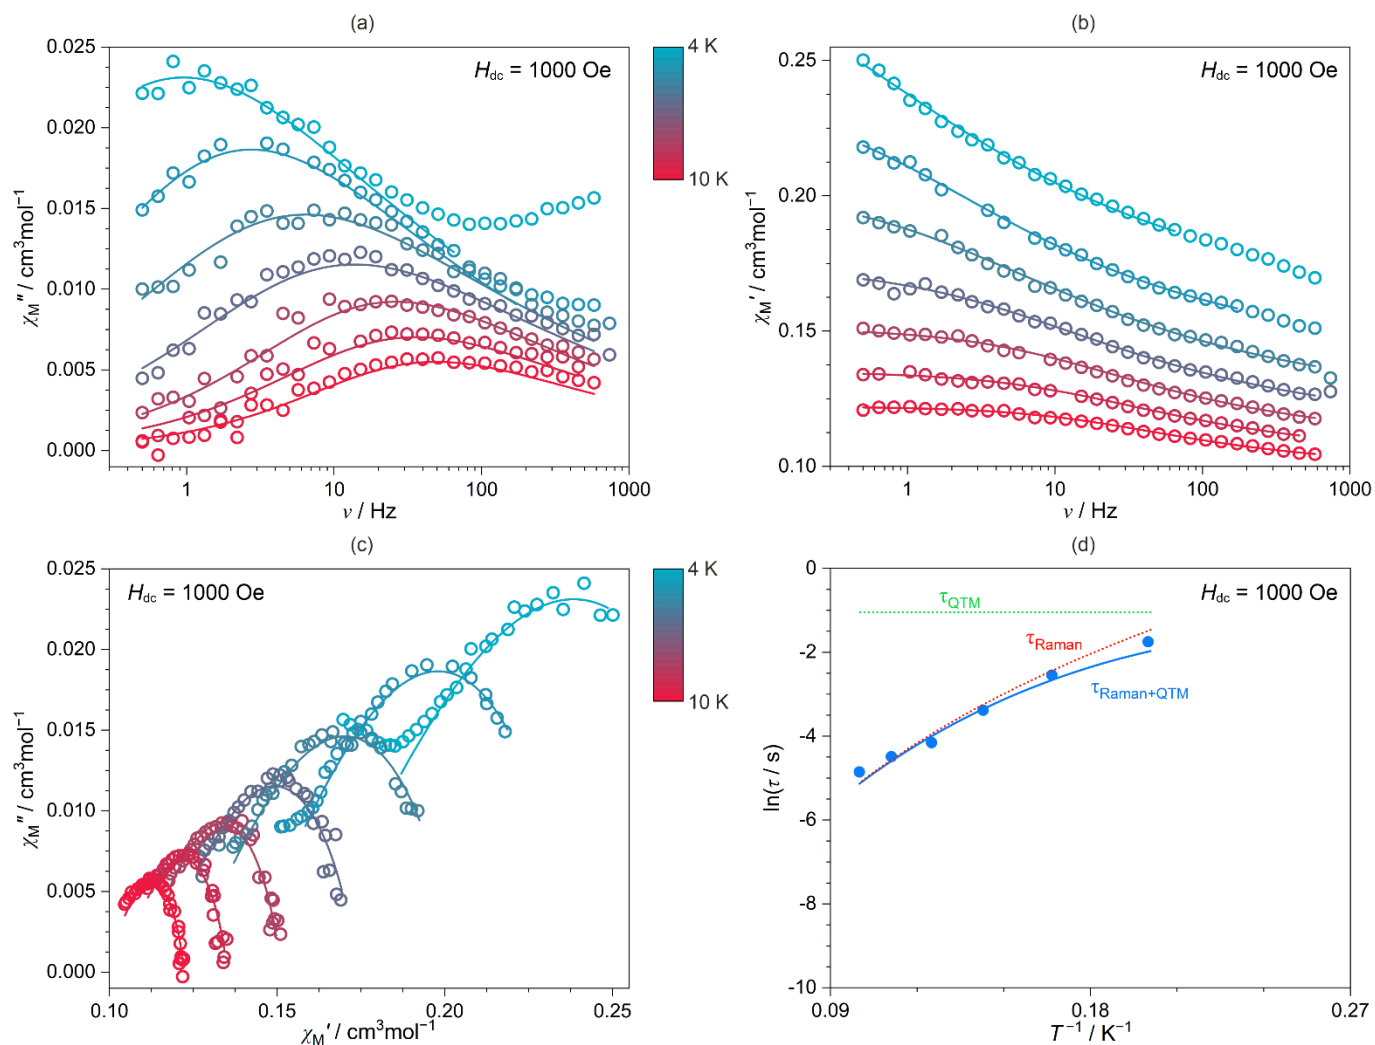 (a)
0.025
0.020
0.015
0.010
0.005
0.000
χM″ / cm³mol⁻¹
Hdc = 1000 Oe
1
10
100
1000
ν / Hz
4 K
10 K
(b)
0.25
0.20
0.15
0.10
χM′ / cm³mol⁻¹
Hdc = 1000 Oe
1
10
100
1000
ν / Hz
(c)
0.025
0.020
0.015
0.010
0.005
0.000
χM″ / cm³mol⁻¹
Hdc = 1000 Oe
0.10
0.15
0.20
0.25
χM′ / cm³mol⁻¹
4 K
10 K
(d)
0
-2
-4
-6
-8
-10
ln(τ / s)
Hdc = 1000 Oe
τQTM
τRaman
τRaman+QTM
0.09
0.18
0.27
T⁻¹ / K⁻¹